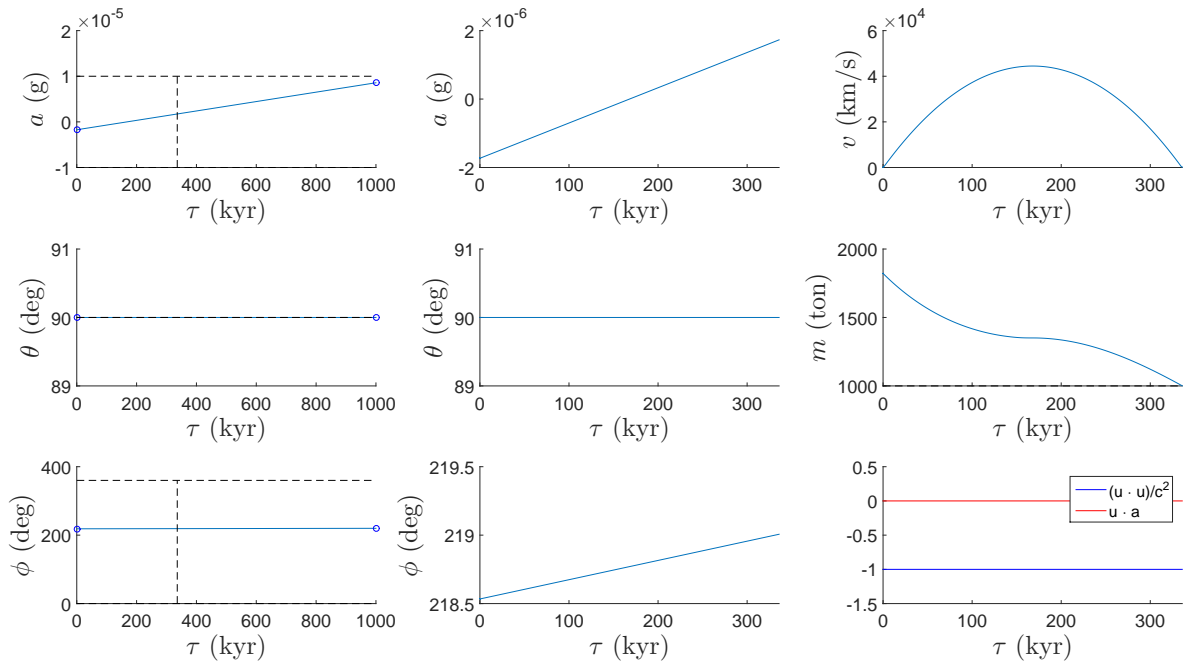 ×10^-5
2
1
0
-1
a (g)
0 200 400 600 800 1000
τ (kyr)
×10^-6
2
0
-2
a (g)
0 100 200 300
τ (kyr)
×10^4
6
4
2
0
v (km/s)
0 100 200 300
τ (kyr)
91
90
89
θ (deg)
0 200 400 600 800 1000
τ (kyr)
91
90
89
θ (deg)
0 100 200 300
τ (kyr)
2000
1500
1000
m (ton)
0 100 200 300
τ (kyr)
400
200
0
φ (deg)
0 200 400 600 800 1000
τ (kyr)
219.5
219
218.5
φ (deg)
0 100 200 300
τ (kyr)
0.5
0
-0.5
-1
-1.5
(u · u)/c²
u · a
0 100 200 300
τ (kyr)